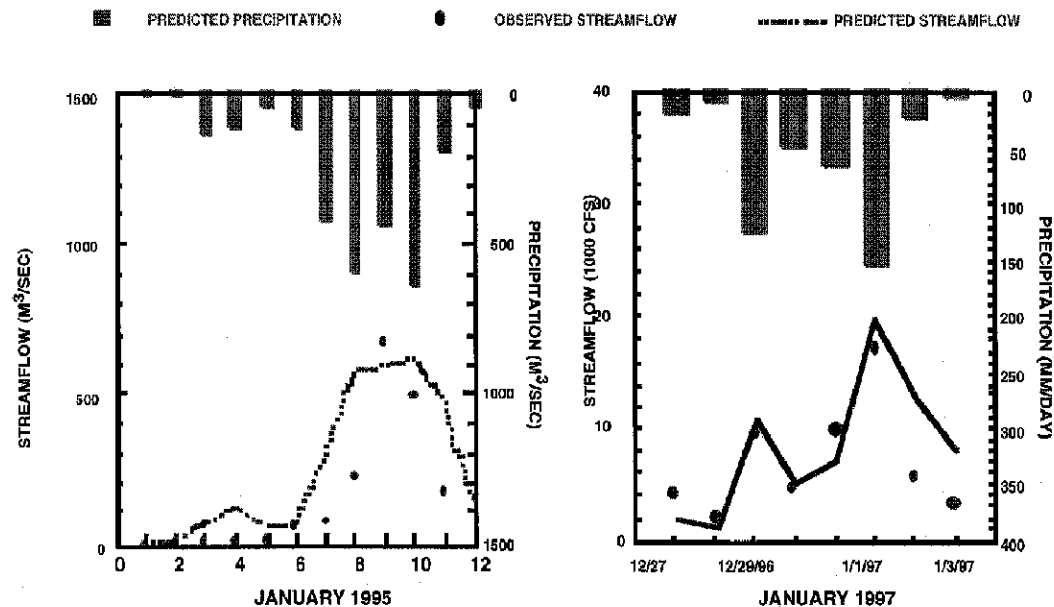 PREDICTED PRECIPITATION
OBSERVED STREAMFLOW
PREDICTED STREAMFLOW
1500
1000
500
0
STREAMFLOW (M³/SEC)
0
500
1000
1500
PRECIPITATION (M³/SEC)
0 2 4 6 8 10 12
JANUARY 1995
40
30
20
10
0
STREAMFLOW (1000 CFS)
0
50
100
150
200
250
300
350
400
PRECIPITATION (MM/DAY)
12/27 12/29/96 1/1/97 1/3/97
JANUARY 1997